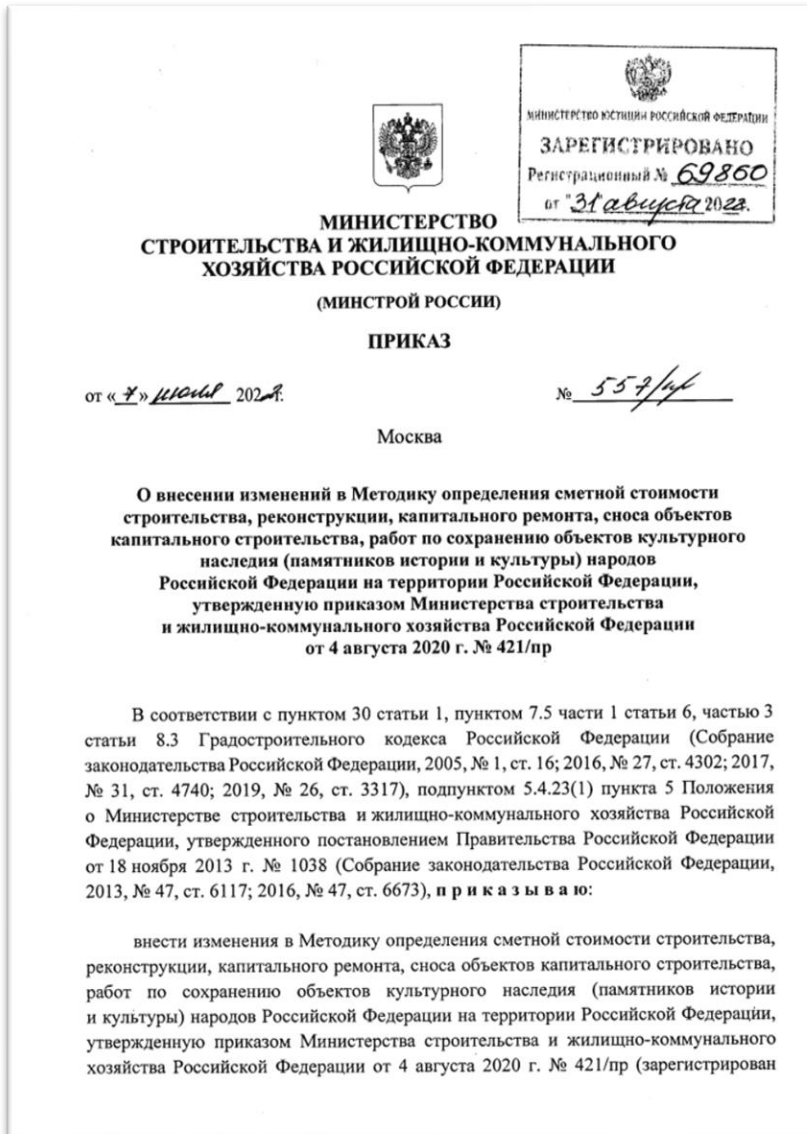 МИНИСТЕРСТВО ЮСТИЦИИ РОССИЙСКОЙ ФЕДЕРАЦИИ
ЗАРЕГИСТРИРОВАНО
Регистрационный № 69860
от "31" августа 2022.
МИНИСТЕРСТВО
СТРОИТЕЛЬСТВА И ЖИЛИЩНО-КОММУНАЛЬНОГО
ХОЗЯЙСТВА РОССИЙСКОЙ ФЕДЕРАЦИИ
(МИНСТРОЙ РОССИИ)
ПРИКАЗ
от «7» июля 2022г.
№ 557/пр
Москва
О внесении изменений в Методику определения сметной стоимости
строительства, реконструкции, капитального ремонта, сноса объектов
капитального строительства, работ по сохранению объектов культурного
наследия (памятников истории и культуры) народов
Российской Федерации на территории Российской Федерации,
утвержденную приказом Министерства строительства
и жилищно-коммунального хозяйства Российской Федерации
от 4 августа 2020 г. № 421/пр
В соответствии с пунктом 30 статьи 1, пунктом 7.5 части 1 статьи 6, частью 3
статьи 8.3 Градостроительного кодекса Российской Федерации (Собрание
законодательства Российской Федерации, 2005, № 1, ст. 16; 2016, № 27, ст. 4302; 2017,
№ 31, ст. 4740; 2019, № 26, ст. 3317), подпунктом 5.4.23(1) пункта 5 Положения
о Министерстве строительства и жилищно-коммунального хозяйства Российской
Федерации, утвержденного постановлением Правительства Российской Федерации
от 18 ноября 2013 г. № 1038 (Собрание законодательства Российской Федерации,
2013, № 47, ст. 6117; 2016, № 47, ст. 6673), п р и к а з ы в а ю:
внести изменения в Методику определения сметной стоимости строительства,
реконструкции, капитального ремонта, сноса объектов капитального строительства,
работ по сохранению объектов культурного наследия (памятников истории
и культуры) народов Российской Федерации на территории Российской Федерации,
утвержденную приказом Министерства строительства и жилищно-коммунального
хозяйства Российской Федерации от 4 августа 2020 г. № 421/пр (зарегистрирован